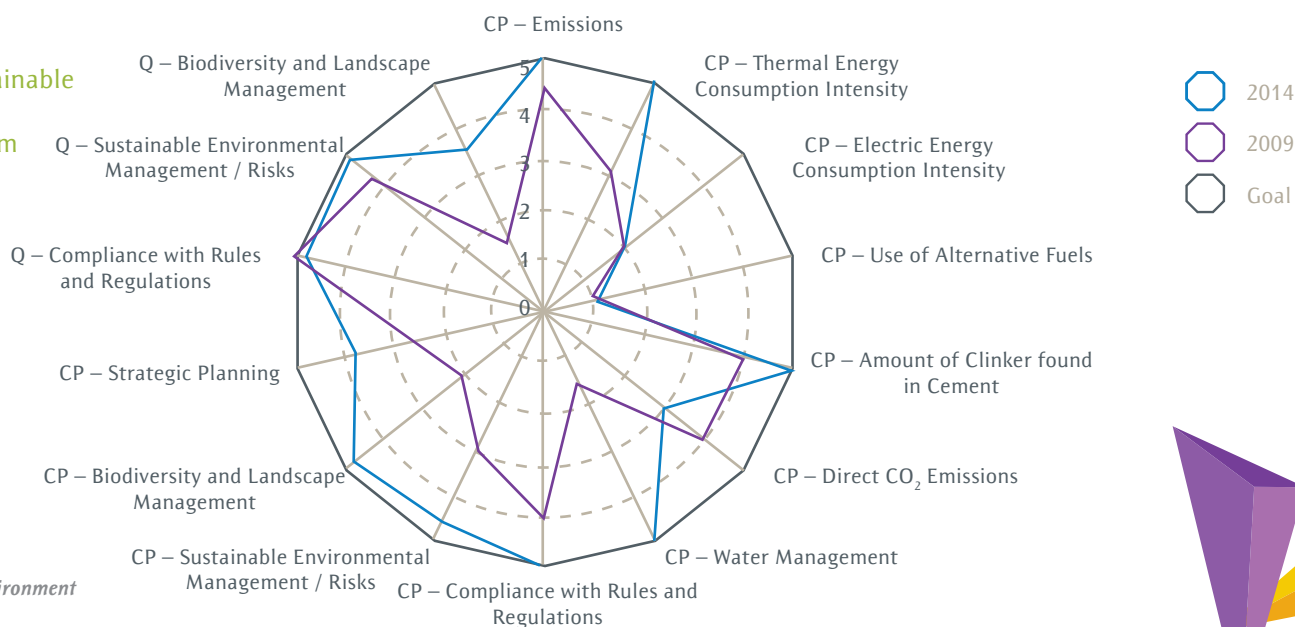 CP – Emissions
Q – Biodiversity and Landscape
Management
CP – Thermal Energy
Consumption Intensity
ainable
2014
m
Q – Sustainable Environmental
Management / Risks
CP – Electric Energy
Consumption Intensity
2009
Goal
5
4
3
2
1
0
Q – Compliance with Rules
and Regulations
CP – Use of Alternative Fuels
CP – Strategic Planning
CP – Amount of Clinker found
in Cement
CP – Biodiversity and Landscape
Management
CP – Direct CO₂ Emissions
CP – Sustainable Environmental
Management / Risks
CP – Water Management
ironment
CP – Compliance with Rules and
Regulations